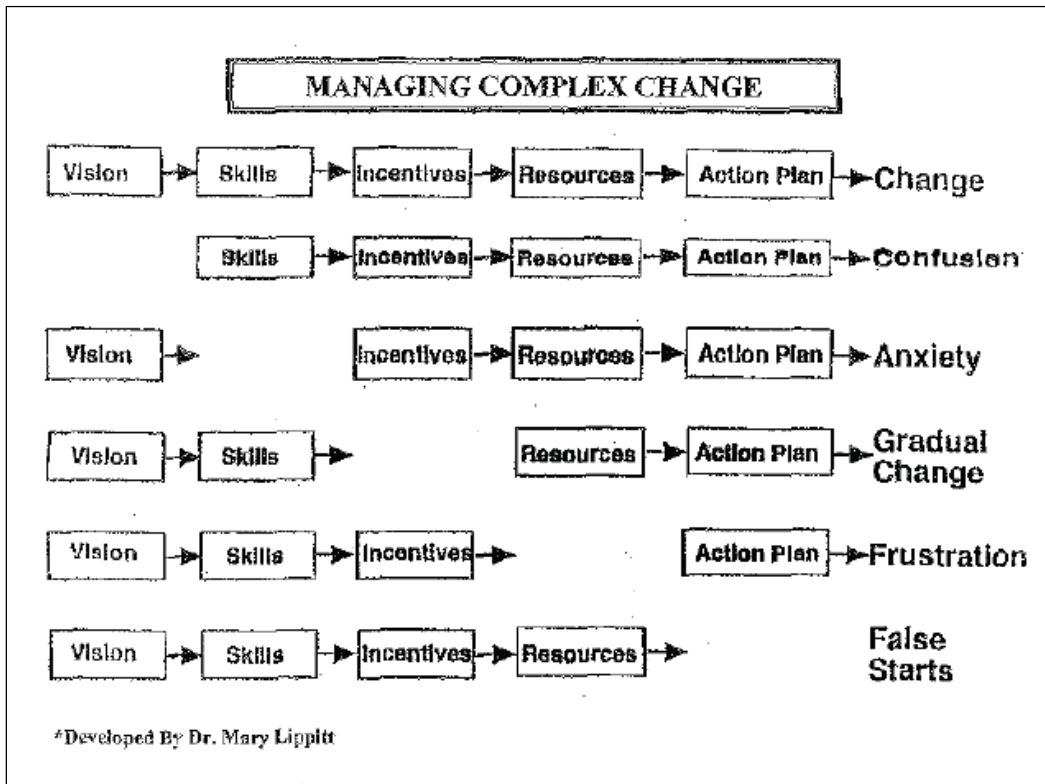 MANAGING COMPLEX CHANGE
Vision Skills Incentives Resources Action Plan Change
Skills Incentives Resources Action Plan Confusion
Vision Incentives Resources Action Plan Anxiety
Vision Skills Resources Action Plan Gradual
Change
Vision Skills Incentives Action Plan Frustration
Vision Skills Incentives Resources False
Starts
*Developed By Dr. Mary Lippitt